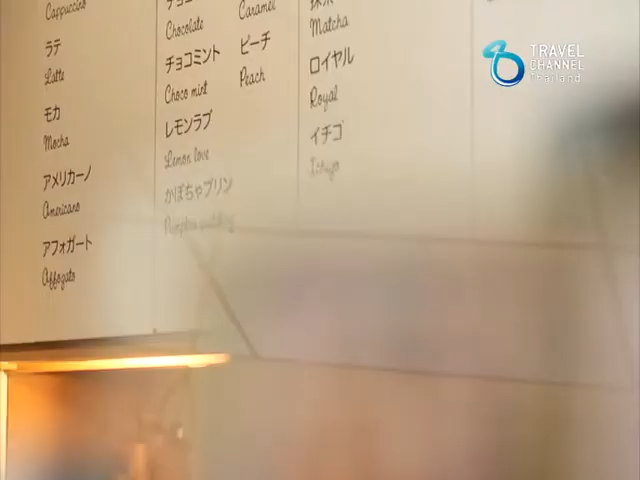 Cappuccino
ラテ
Latte
モカ
Mocha
アメリカーノ
Americano
アフォガート
Affogato
Chocolate
チョコミント
Choco mint
レモンラブ
Lemon love
かぼちゃプリン
Pumpkin pudding
Caramel
ピーチ
Peach
抹茶
Matcha
ロイヤル
Royal
イチゴ
Ichigo
TRAVEL
CHANNEL
Thailand